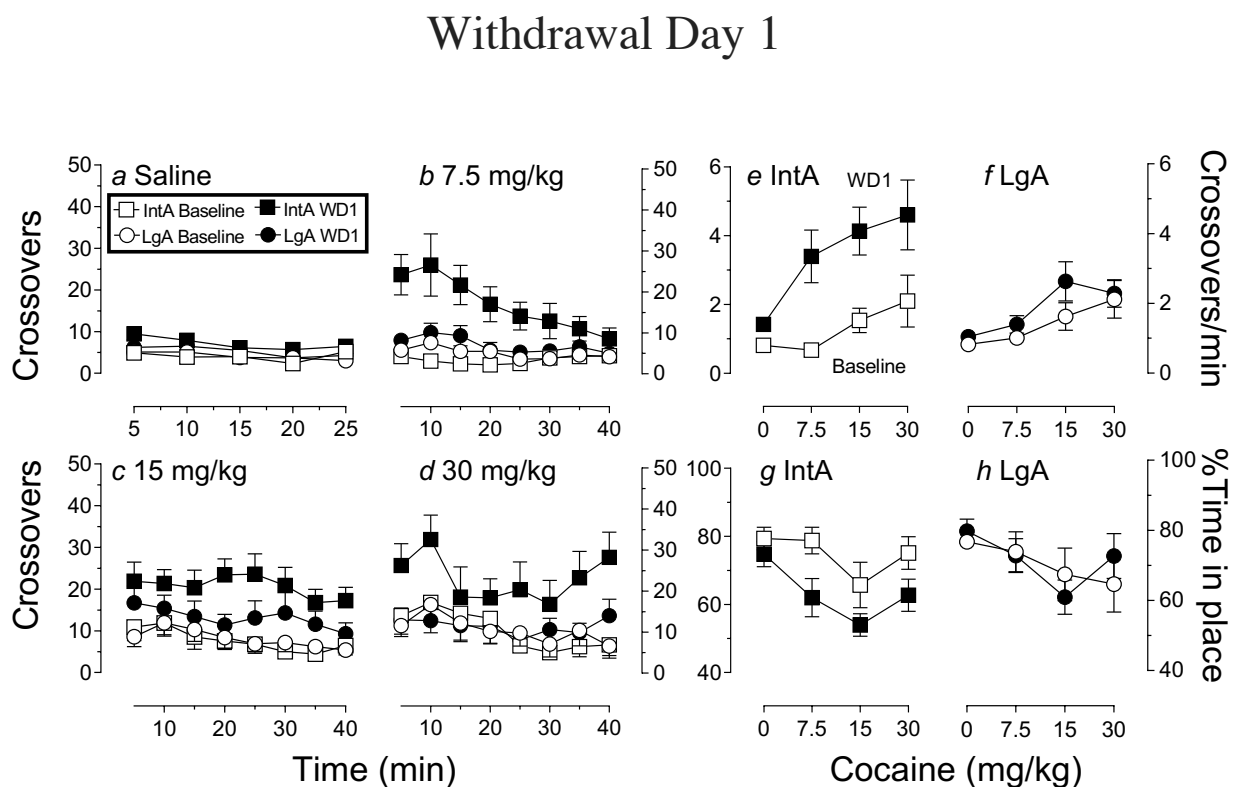 Withdrawal Day 1
a Saline
b 7.5 mg/kg
e IntA
WD1
f LgA
IntA Baseline
IntA WD1
LgA Baseline
LgA WD1
Baseline
Crossovers
50
40
30
20
10
0
50
40
30
20
10
0
6
4
2
0
6
4
2
0
Crossovers/min
5 10 15 20 25
10 20 30 40
0 7.5 15 30
0 7.5 15 30
c 15 mg/kg
d 30 mg/kg
g IntA
h LgA
Crossovers
50
40
30
20
10
0
50
40
30
20
10
0
100
80
60
40
100
80
60
40
%Time in place
10 20 30 40
10 20 30 40
0 7.5 15 30
0 7.5 15 30
Time (min)
Cocaine (mg/kg)